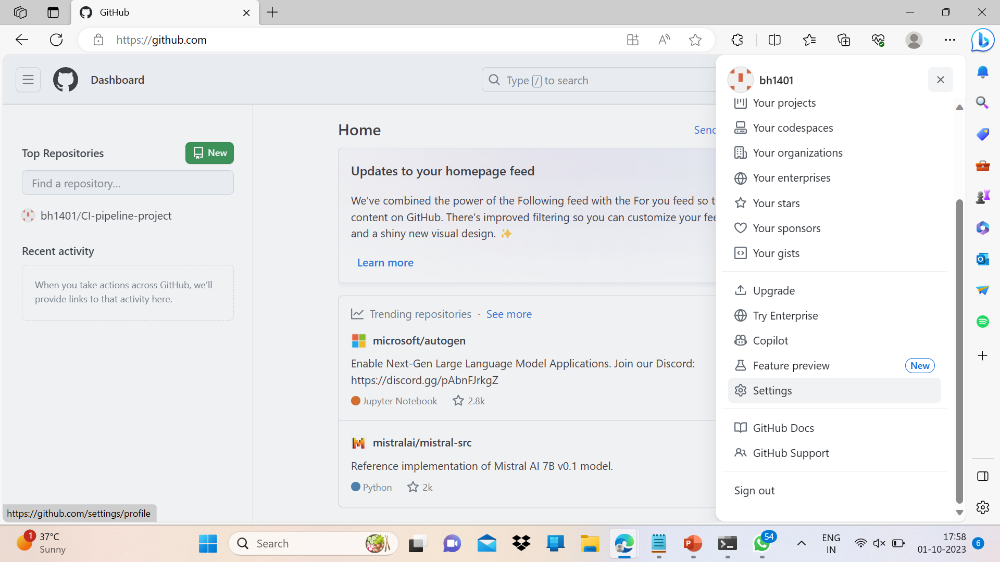 GitHub
https://github.com
Dashboard
Type / to search
bh1401
Top Repositories
New
Find a repository...
bh1401/CI-pipeline-project
Recent activity
When you take actions across GitHub, we'll
provide links to that activity here.
https://github.com/settings/profile
Home
Updates to your homepage feed
We've combined the power of the Following feed with the For you feed so
content on GitHub. There's improved filtering so you can customize your
and a shiny new visual design. ✨
Learn more
Trending repositories · See more
microsoft/autogen
Enable Next-Gen Large Language Model Applications. Join our Discord:
https://discord.gg/pAbnFJrkgZ
Jupyter Notebook 2.8k
mistralai/mistral-src
Reference implementation of Mistral AI 7B v0.1 model.
Python 2k
Your projects
Your codespaces
Your organizations
Your enterprises
Your stars
Your sponsors
Your gists
Upgrade
Try Enterprise
Copilot
Feature preview New
Settings
GitHub Docs
GitHub Support
Sign out
1
37°C
Sunny
Search
54
ENG
IN
17:58
01-10-2023
6